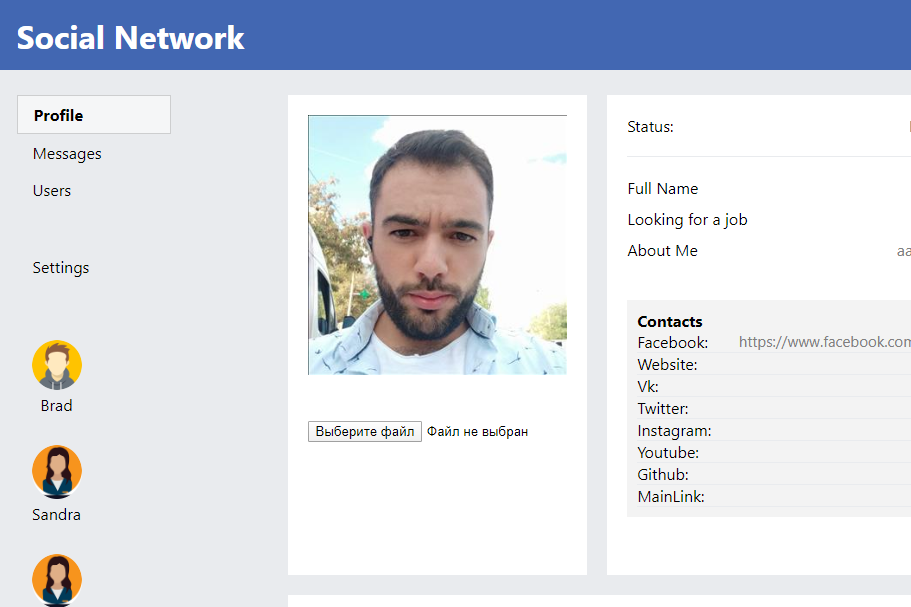 Social Network
Profile
Messages
Users
Settings
Brad
Sandra
Выберите файл Файл не выбран
Status:
Full Name
Looking for a job
About Me
Contacts
Facebook: https://www.facebook.com
Website:
Vk:
Twitter:
Instagram:
Youtube:
Github:
MainLink: